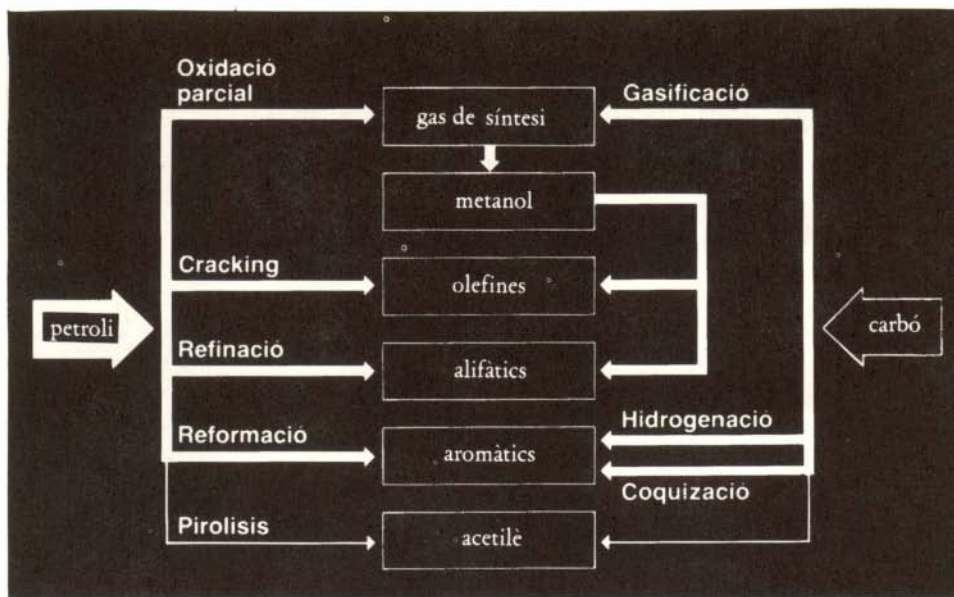 Oxidació
parcial
gas de síntesi
Gasificació
metanol
Cracking
olefines
petroli
carbó
Refinació
alifàtics
Hidrogenació
Reformació
aromàtics
Coquizació
Pirolisis
acetilè